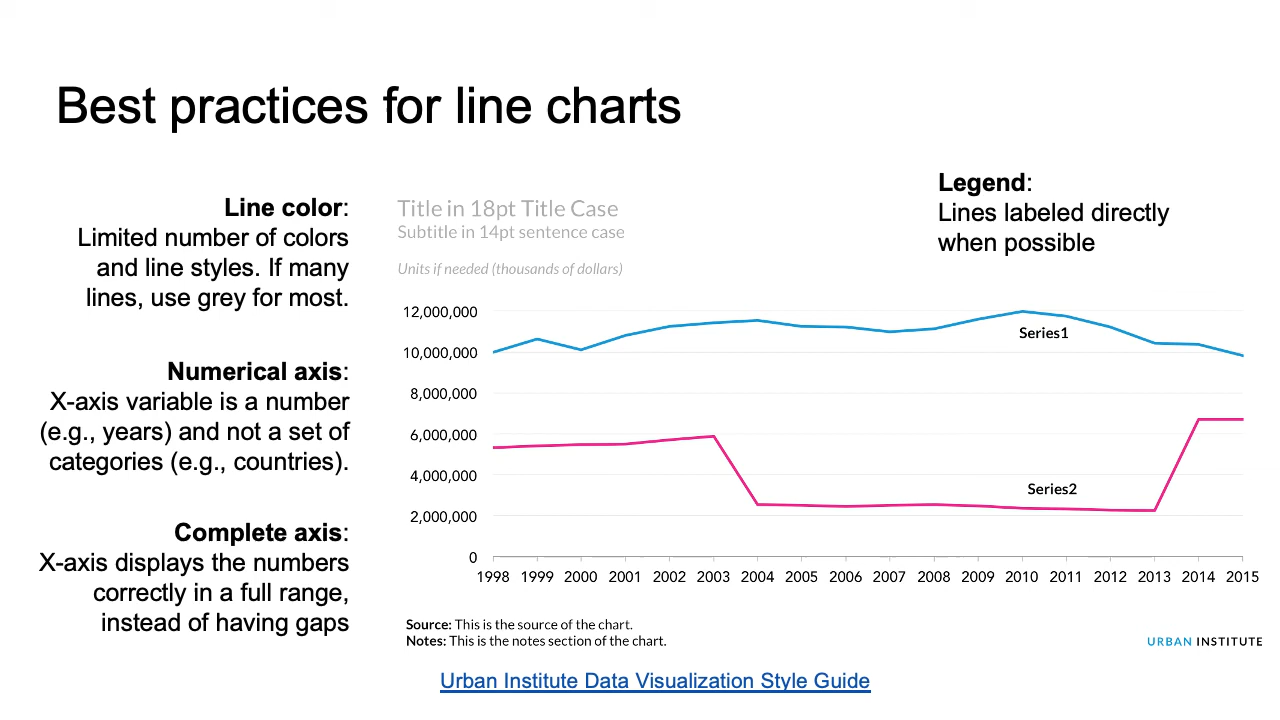 Best practices for line charts
Line color:
Limited number of colors
and line styles. If many
lines, use grey for most.
Numerical axis:
X-axis variable is a number
(e.g., years) and not a set of
categories (e.g., countries).
Complete axis:
X-axis displays the numbers
correctly in a full range,
instead of having gaps
Legend:
Lines labeled directly
when possible
Title in 18pt Title Case
Subtitle in 14pt sentence case
Units if needed (thousands of dollars)
12,000,000
10,000,000
8,000,000
6,000,000
4,000,000
2,000,000
0
Series1
Series2
1998 1999 2000 2001 2002 2003 2004 2005 2006 2007 2008 2009 2010 2011 2012 2013 2014 2015
Source: This is the source of the chart.
Notes: This is the notes section of the chart.
URBAN INSTITUTE
Urban Institute Data Visualization Style Guide